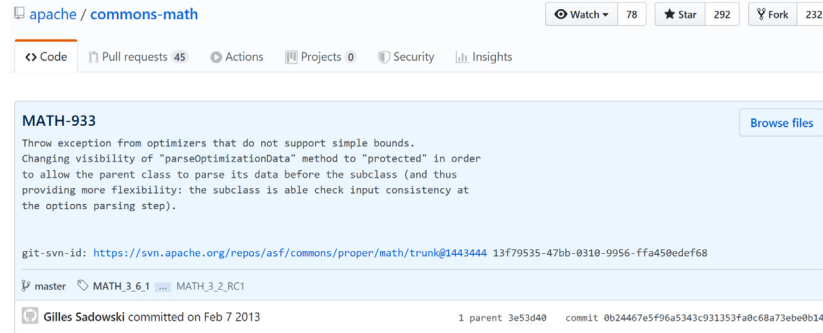 apache / commons-math
Watch 78 Star 292 Fork 232
Code Pull requests 45 Actions Projects 0 Security Insights
MATH-933
Browse files
Throw exception from optimizers that do not support simple bounds.
Changing visibility of "parseOptimizationData" method to "protected" in order
to allow the parent class to parse its data before the subclass (and thus
providing more flexibility: the subclass is able check input consistency at
the options parsing step).
git-svn-id: https://svn.apache.org/repos/asf/commons/proper/math/trunk@1443444 13f79535-47bb-0310-9956-ffa450edef68
master MATH_3_6_1 ... MATH_3_2_RC1
Gilles Sadowski committed on Feb 7 2013 1 parent 3e53d40 commit 0b24467e5f96a5343c931353fa0c68a73ebe0b14